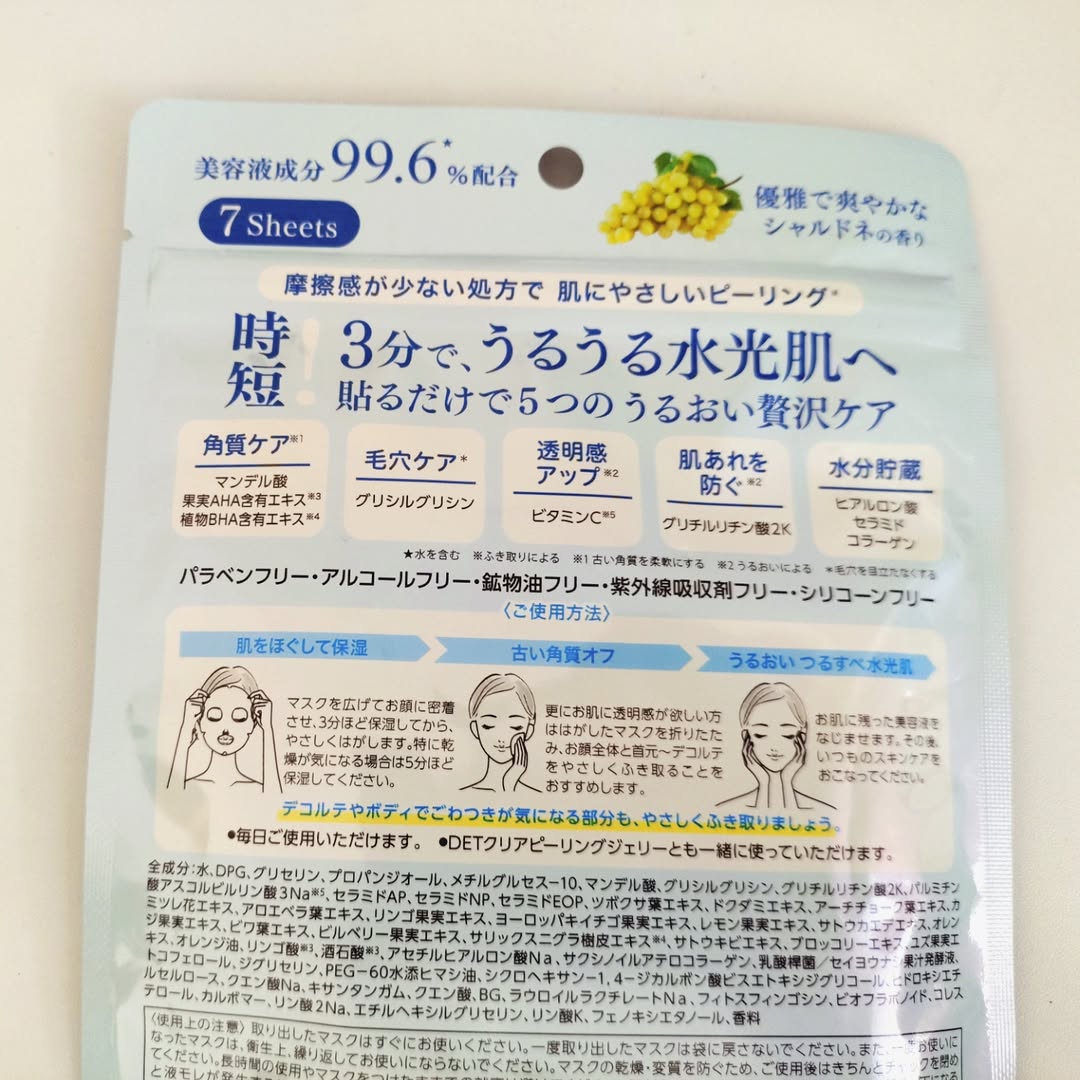 美容液成分99.6*%配合
7 Sheets
優雅で爽やかな
シャルドネの香り
摩擦感が少ない処方で 肌にやさしいピーリング*
時短!
3分で、うるうる水光肌へ
貼るだけで5つの うるおい贅沢ケア
角質ケア※1
マンデル酸
果実AHA含有エキス※3
植物BHA含有エキス※4
毛穴ケア*
グリシルグリシン
透明感
アップ※2
ビタミンC※5
肌あれを
防ぐ※2
グリチルリチン酸2K
水分貯蔵
ヒアルロン酸
セラミド
コラーゲン
★水を含む ※ふき取りによる ※1 古い角質を柔軟にする ※2 うるおいによる *毛穴を目立たなくする
パラベンフリー・アルコールフリー・鉱物油フリー・紫外線吸収剤フリー・シリコーンフリー
〈ご使用方法〉
肌をほぐして保湿
マスクを広げてお顔に密着
させ、3分ほど保湿してから、
やさしくはがします。特に乾
燥が気になる場合は5分ほど
保湿してください。
古い角質オフ
更にお肌に透明感が欲しい方
ははがしたマスクを折りたた
み、お顔全体と首元～デコルテ
をやさしくふき取ることを
おすすめします。
うるおい つるすべ水光肌
お肌に残った美容液を
なじませます。その後、
いつものスキンケアを
おこなってください。
デコルテやボディでごわつきが気になる部分も、やさしくふき取りましょう。
●毎日ご使用いただけます。 ●DETクリアピーリングジェリーとも一緒に使っていただけます。
全成分:水、DPG、グリセリン、プロパンジオール、メチルグルセス-10、マンデル酸、グリシルグリシン、グリチルリチン酸2K、パルミチン
酸アスコルビルリン酸3Na※5、セラミドAP、セラミドNP、セラミドEOP、ツボクサ葉エキス、ドクダミエキス、アーチチョーク葉エキス、カ
ミツレ花エキス、アロエベラ葉エキス、リンゴ果実エキス、ヨーロッパキイチゴ果実エキス、レモン果実エキス、サトウカエデエキス、オレン
ジ果実エキス、ビワ葉エキス、ビルベリー果実エキス、サリックスニグラ樹皮エキス※4、サトウキビエキス、ブロッコリーエキス、ユズ果実エ
キス、オレンジ油、リンゴ酸※3、酒石酸※3、アセチルヒアルロン酸Na、サクシノイルアテロコラーゲン、乳酸桿菌／セイヨウナシ果汁発酵液、
トコフェロール、ジグリセリン、PEG-60水添ヒマシ油、シクロヘキサン-1,4-ジカルボン酸ビスエトキシジグリコール、ヒドロキシエチ
ルセルロース、クエン酸Na、キサンタンガム、クエン酸、BG、ラウロイルラクチレートNa、フィトスフィンゴシン、ビオフラボノイド、コレス
テロール、カルボマー、リン酸2Na、エチルヘキシルグリセリン、リン酸K、フェノキシエタノール、香料
〈使用上の注意〉取り出したマスクはすぐにお使いください。一度取り出したマスクは袋に戻さないでください。また、一度お使いに
なったマスクは、衛生上、繰り返してお使いにならないでください。マスクの乾燥・変質を防ぐため、ご使用後はきちんとチャックを閉め
てください。
と液モレが発生する